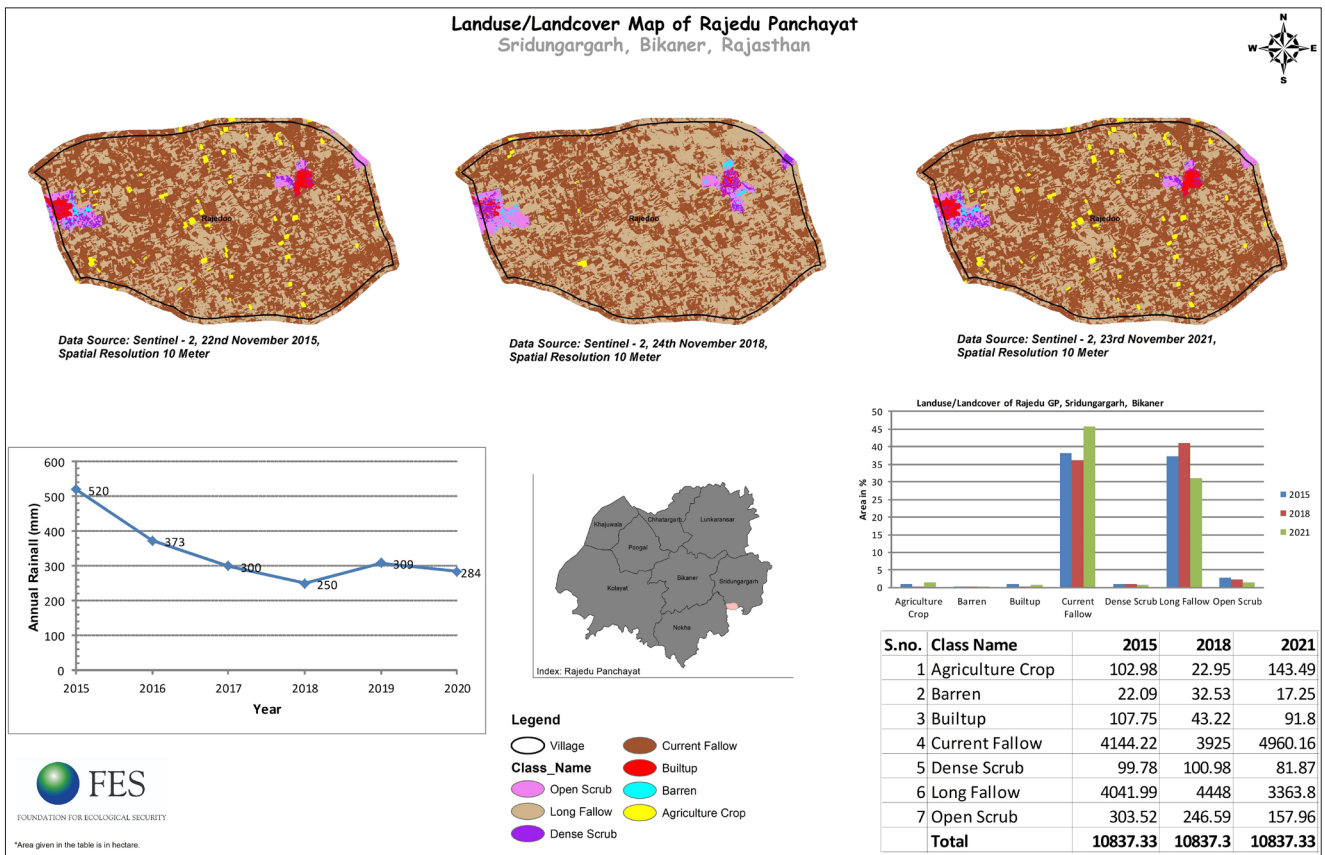 Landuse/Landcover Map of Rajedu Panchayat
Sridungargarh, Bikaner, Rajasthan
N
W E
S
Rajedoo
Data Source: Sentinel - 2, 22nd November 2015,
Spatial Resolution 10 Meter
Rajedoo
Data Source: Sentinel - 2, 24th November 2018,
Spatial Resolution 10 Meter
Rajedoo
Data Source: Sentinel - 2, 23rd November 2021,
Spatial Resolution 10 Meter
Annual Rainall (mm)
600
500
400
300
200
100
0
520
373
300
250
309
284
2015 2016 2017 2018 2019 2020
Year
Khajuwale
Chhatargarh
Lunkaransar
Poogal
Kolayat
Bikaner
Sridungargarh
Nokha
Index: Rajedu Panchayat
Legend
Village
Class_Name
Open Scrub
Long Fallow
Dense Scrub
Current Fallow
Builtup
Barren
Agriculture Crop
Landuse/Landcover of Rajedu GP, Sridungargarh, Bikaner
Area in %
50
45
40
35
30
25
20
15
10
5
0
Agriculture Crop
Barren
Builtup
Current Fallow
Dense Scrub
Long Fallow
Open Scrub
2015
2018
2021
S.no. Class Name 2015 2018 2021
1 Agriculture Crop 102.98 22.95 143.49
2 Barren 22.09 32.53 17.25
3 Builtup 107.75 43.22 91.8
4 Current Fallow 4144.22 3925 4960.16
5 Dense Scrub 99.78 100.98 81.87
6 Long Fallow 4041.99 4448 3363.8
7 Open Scrub 303.52 246.59 157.96
Total 10837.33 10837.3 10837.33
FES
FOUNDATION FOR ECOLOGICAL SECURITY
*Area given in the table is in hectare.